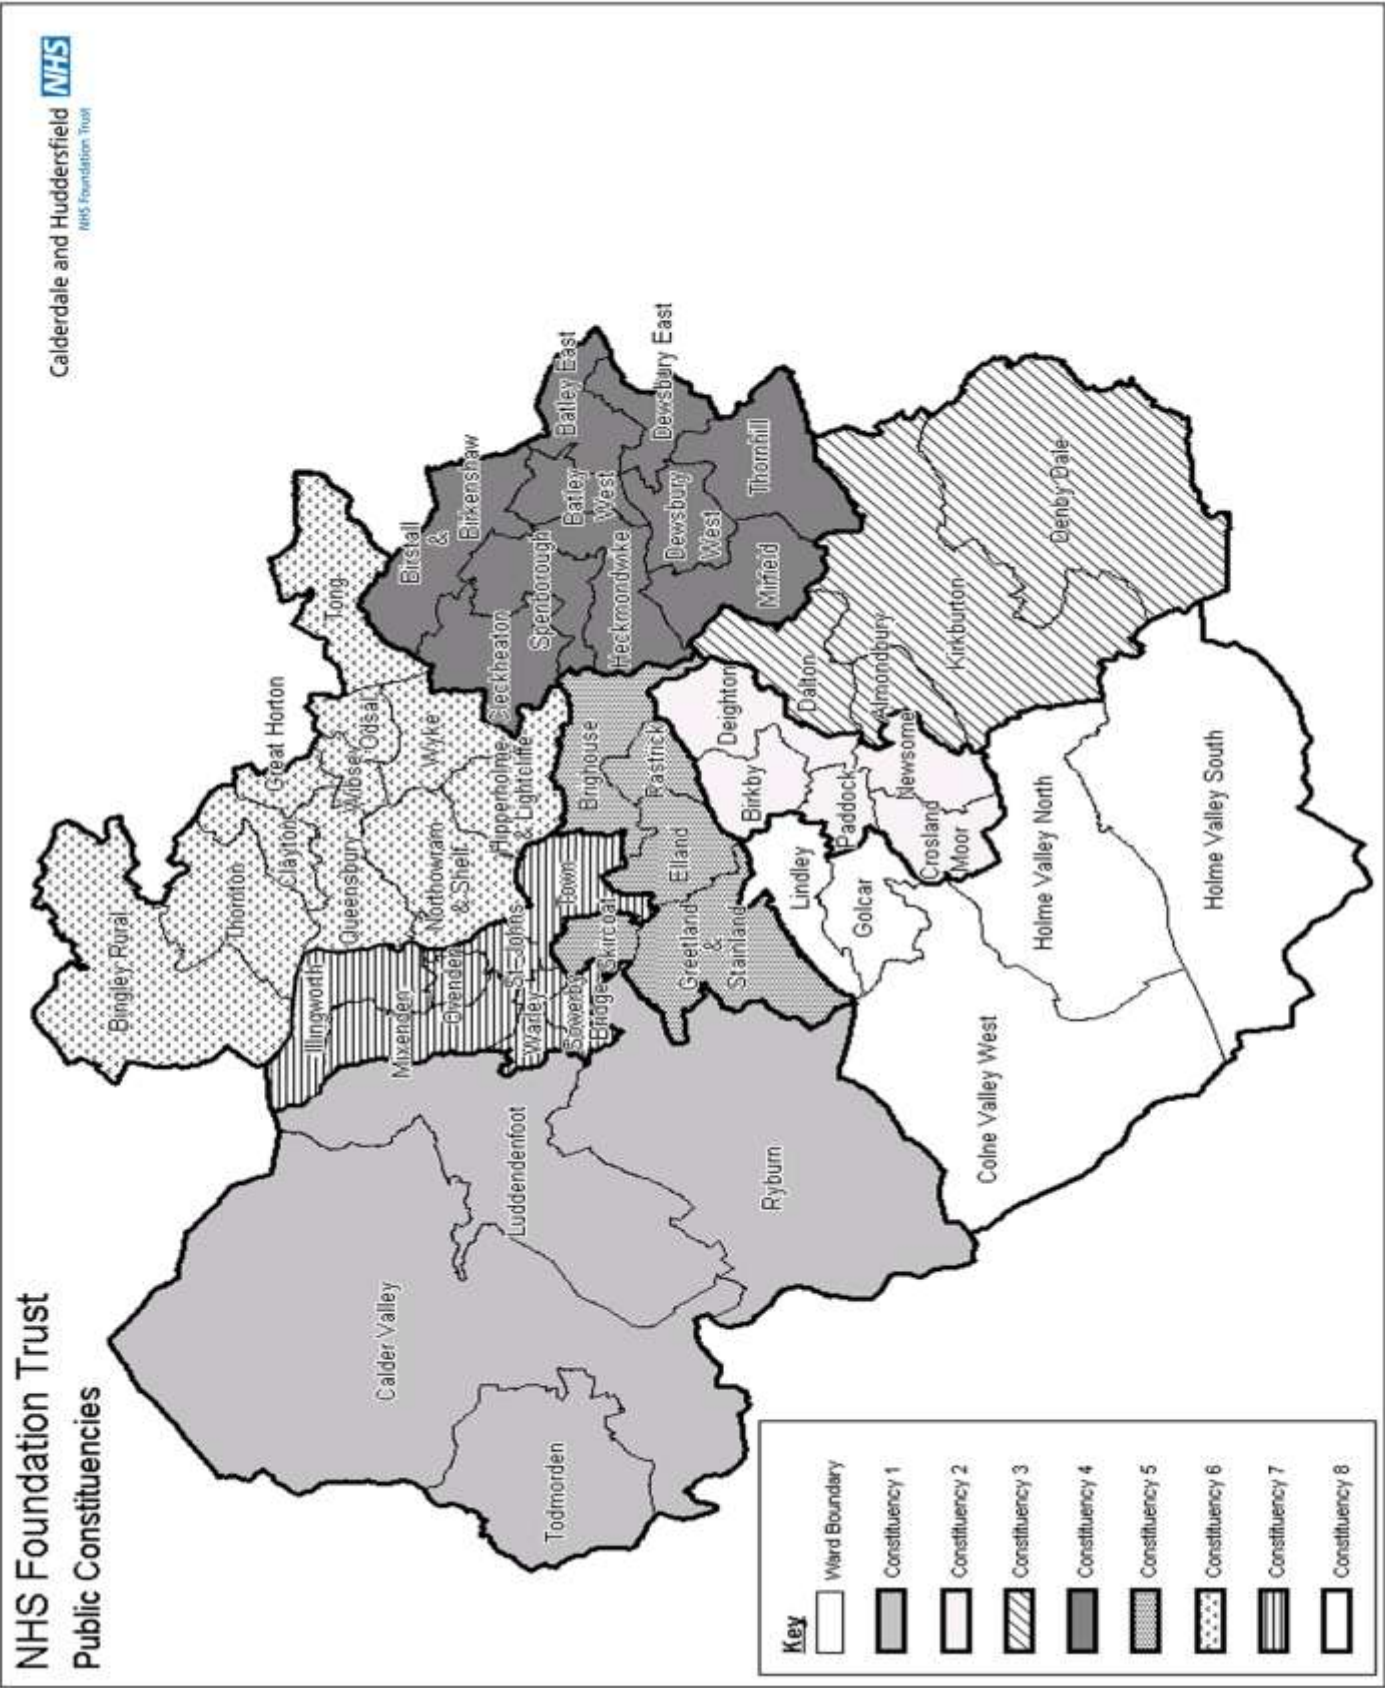 NHS Foundation Trust
Public Constituencies
Calderdale and Huddersfield NHS
NHS Foundation Trust
Bingley Rural
Thornton
Clayton
Great Horton
Queensbury
Wibsey
Odsal
Tong
Wyke
Northowram
& Shelf
Hipperholme
& Lightcliffe
Illingworth
Mixenden
Ovenden
St Johns
Warley
Town
Sowerby
Bridge
Skircoat
Birstall
&
Birkenshaw
Cleckheaton
Spenborough
Heckmondwike
Batley
West
Batley East
Dewsbury East
Dewsbury
West
Thornhill
Mirfield
Brighouse
Rastrick
Elland
Greetland
&
Stainland
Calder Valley
Todmorden
Luddendenfoot
Ryburn
Deighton
Birkby
Paddock
Newsome
Crosland
Moor
Dalton
Almondbury
Kirkburton
Denby Dale
Lindley
Golcar
Colne Valley West
Holme Valley North
Holme Valley South
Key
Ward Boundary
Constituency 1
Constituency 2
Constituency 3
Constituency 4
Constituency 5
Constituency 6
Constituency 7
Constituency 8